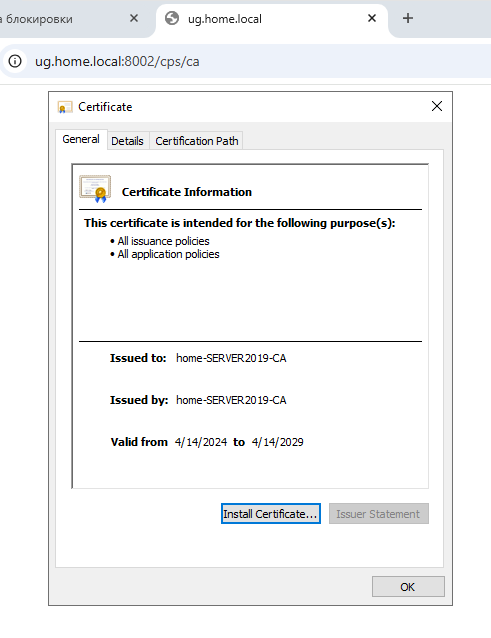 а блокировки
ug.home.local
ug.home.local:8002/cps/ca
Certificate
General Details Certification Path
Certificate Information
This certificate is intended for the following purpose(s):
• All issuance policies
• All application policies
Issued to: home-SERVER2019-CA
Issued by: home-SERVER2019-CA
Valid from 4/14/2024 to 4/14/2029
Install Certificate... Issuer Statement
OK